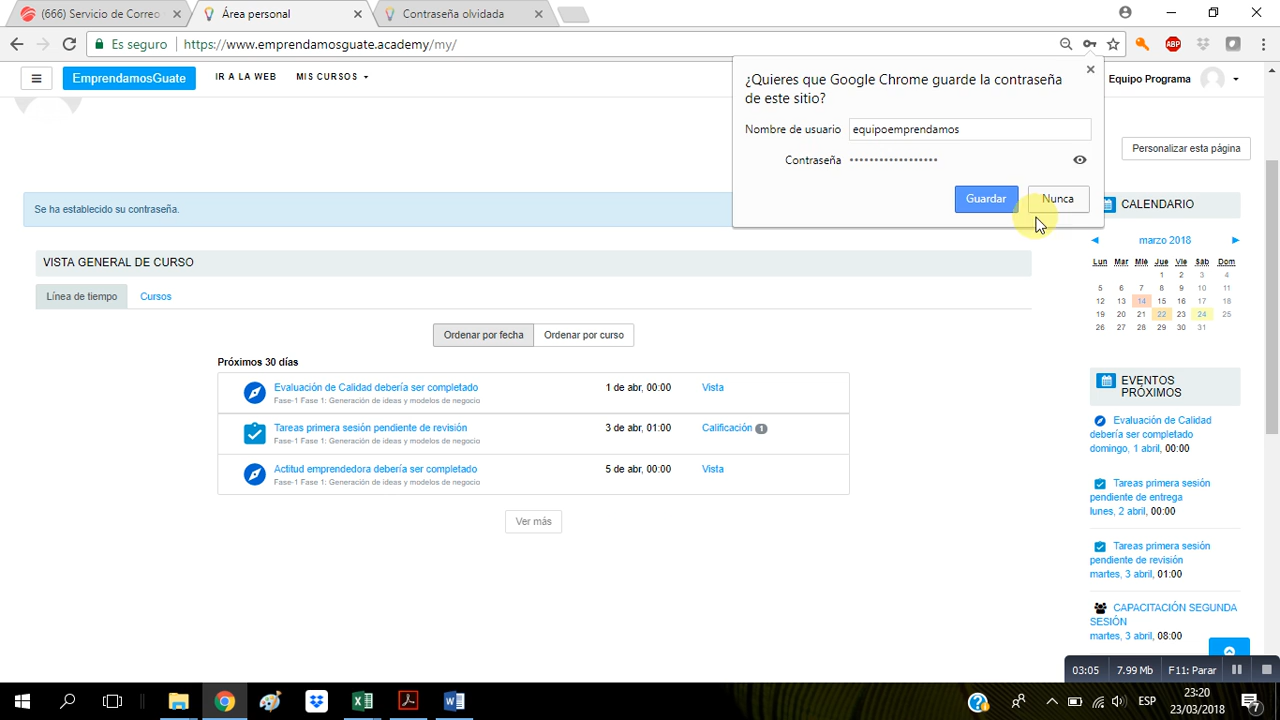 (666) Servicio de Correo
Área personal
Contraseña olvidada
Es seguro
https://www.emprendamosguate.academy/my/
ABP
EmprendamosGuate
IR A LA WEB
MIS CURSOS
Equipo Programa
¿Quieres que Google Chrome guarde la contraseña
de este sitio?
Nombre de usuario
equipoemprendamos
Contraseña ••••••••••••••••••
Guardar
Nunca
Personalizar esta página
Se ha establecido su contraseña.
VISTA GENERAL DE CURSO
Línea de tiempo
Cursos
Ordenar por fecha
Ordenar por curso
Próximos 30 días
Evaluación de Calidad debería ser completado
1 de abr, 00:00
Vista
Fase-1 Fase 1: Generación de ideas y modelos de negocio
Tareas primera sesión pendiente de revisión
3 de abr, 01:00
Calificación 1
Fase-1 Fase 1: Generación de ideas y modelos de negocio
Actitud emprendedora debería ser completado
5 de abr, 00:00
Vista
Fase-1 Fase 1: Generación de ideas y modelos de negocio
Ver más
CALENDARIO
◄ marzo 2018 ►
Lun Mar Mié Jue Vie Sáb Dom
1 2 3 4
5 6 7 8 9 10 11
12 13 14 15 16 17 18
19 20 21 22 23 24 25
26 27 28 29 30 31
EVENTOS
PRÓXIMOS
Evaluación de Calidad
debería ser completado
domingo, 1 abril, 00:00
Tareas primera sesión
pendiente de entrega
lunes, 2 abril, 00:00
Tareas primera sesión
pendiente de revisión
martes, 3 abril, 01:00
CAPACITACIÓN SEGUNDA
SESIÓN
martes, 3 abril, 08:00
03:05
7.99 Mb
F11: Parar
ESP
23:20
23/03/2018
7